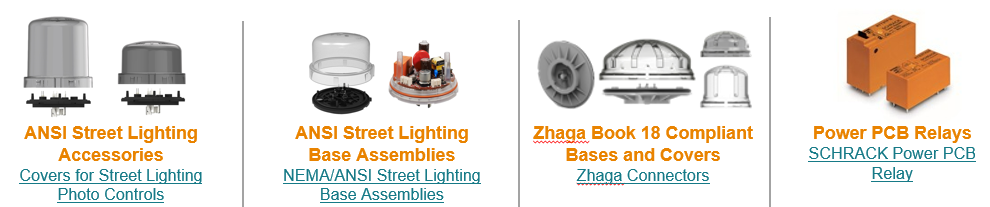 ANSI Street Lighting
Accessories
Covers for Street Lighting
Photo Controls
ANSI Street Lighting
Base Assemblies
NEMA/ANSI Street Lighting
Base Assemblies
Zhaga Book 18 Compliant
Bases and Covers
Zhaga Connectors
Power PCB Relays
SCHRACK Power PCB
Relay